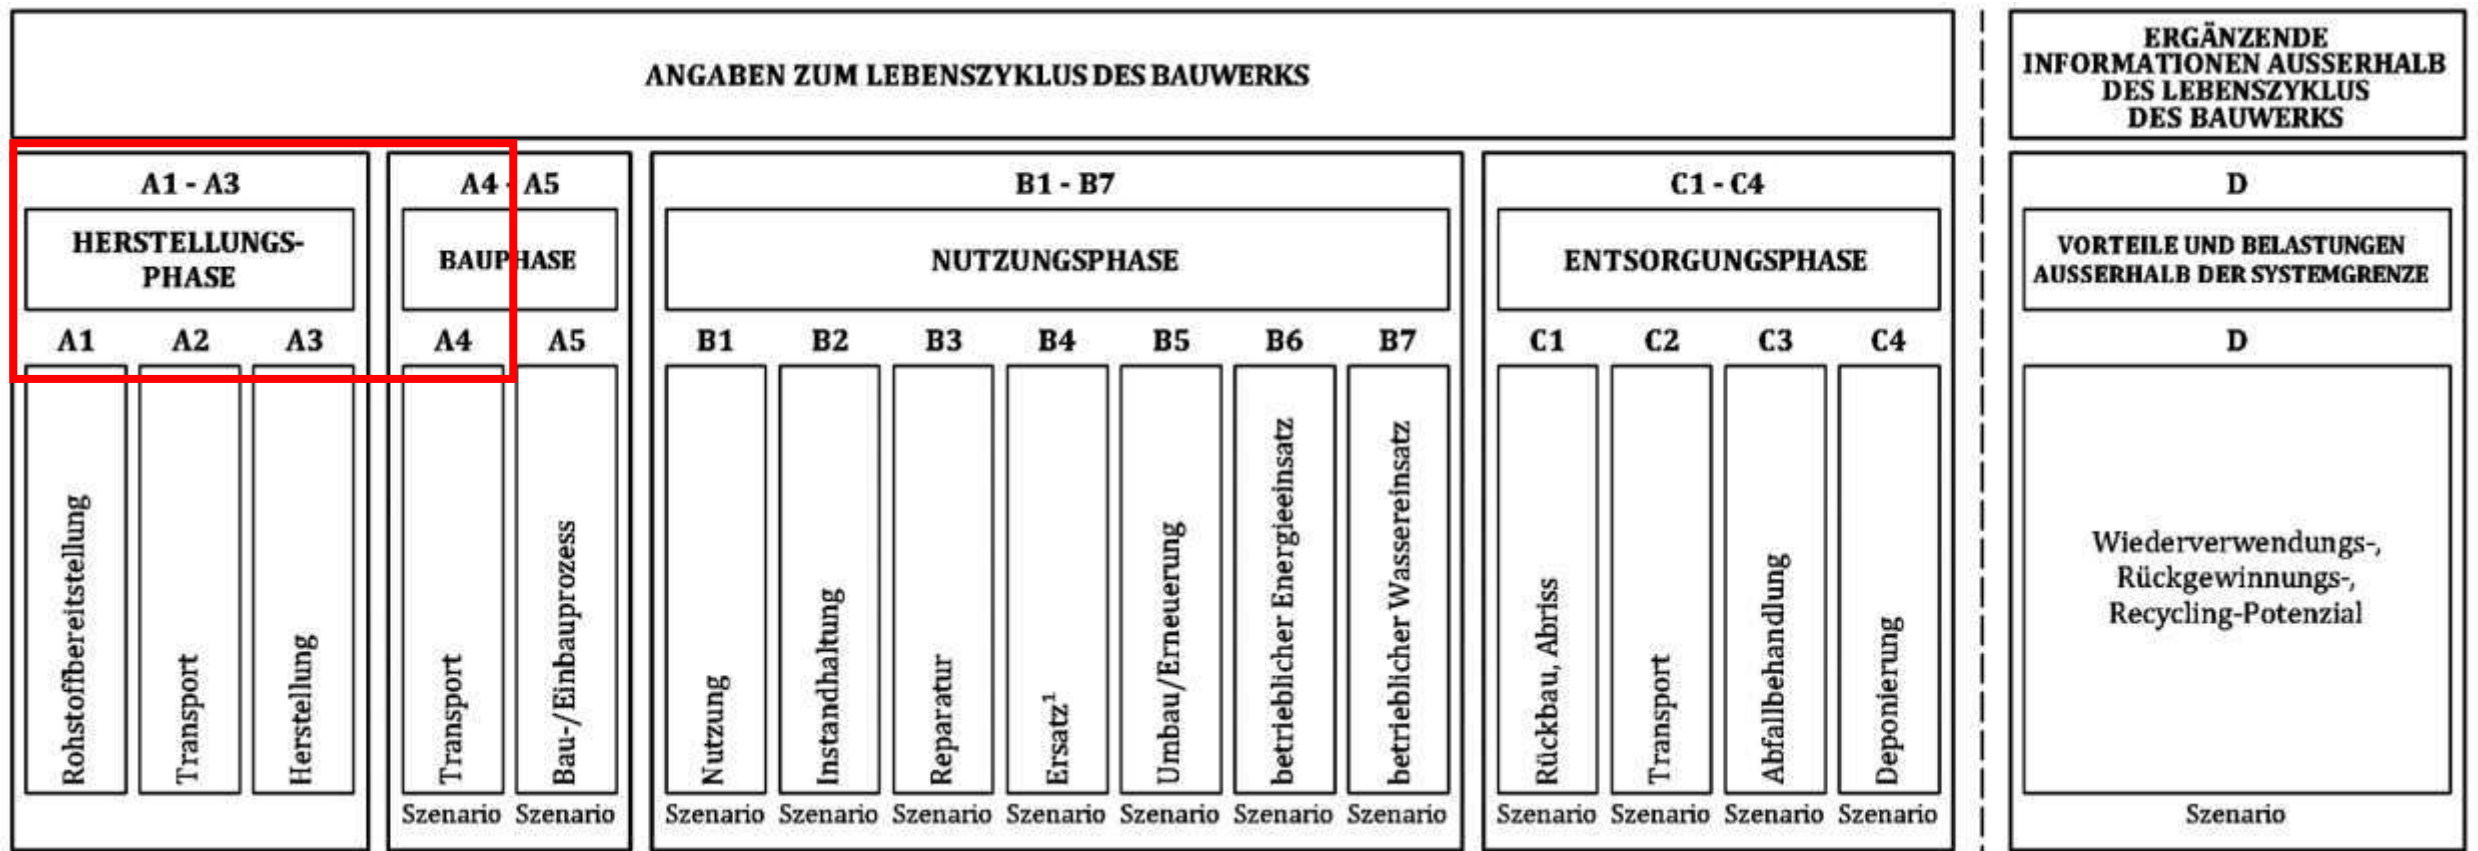 ANGABEN ZUM LEBENSZYKLUS DES BAUWERKS
ERGÄNZENDE
INFORMATIONEN AUSSERHALB
DES LEBENSZYKLUS
DES BAUWERKS
A1 - A3
HERSTELLUNGS-
PHASE
A1
A2
A3
Rohstoffbereitstellung
Transport
Herstellung
A4 - A5
BAUPHASE
A4
A5
Transport
Bau-/Einbauprozess
Szenario
Szenario
B1 - B7
NUTZUNGSPHASE
B1
B2
B3
B4
B5
B6
B7
Nutzung
Instandhaltung
Reparatur
Ersatz¹
Umbau/Erneuerung
betrieblicher Energieeinsatz
betrieblicher Wassereinsatz
Szenario
Szenario
Szenario
Szenario
Szenario
Szenario
Szenario
C1 - C4
ENTSORGUNGSPHASE
C1
C2
C3
C4
Rückbau, Abriss
Transport
Abfallbehandlung
Deponierung
Szenario
Szenario
Szenario
Szenario
D
VORTEILE UND BELASTUNGEN
AUSSERHALB DER SYSTEMGRENZE
D
Wiederverwendungs-,
Rückgewinnungs-,
Recycling-Potenzial
Szenario